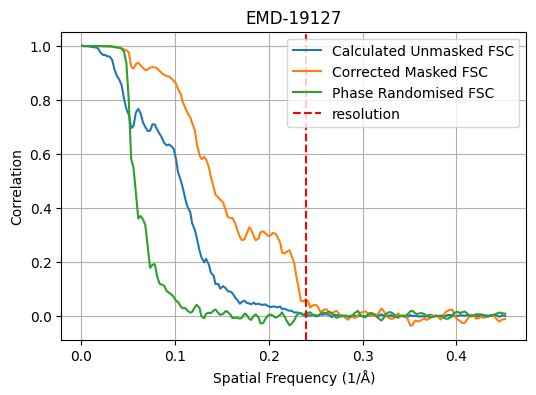 EMD-19127
Calculated Unmasked FSC
Corrected Masked FSC
Phase Randomised FSC
resolution
Correlation
1.0
0.8
0.6
0.4
0.2
0.0
0.0 0.1 0.2 0.3 0.4
Spatial Frequency (1/Å)